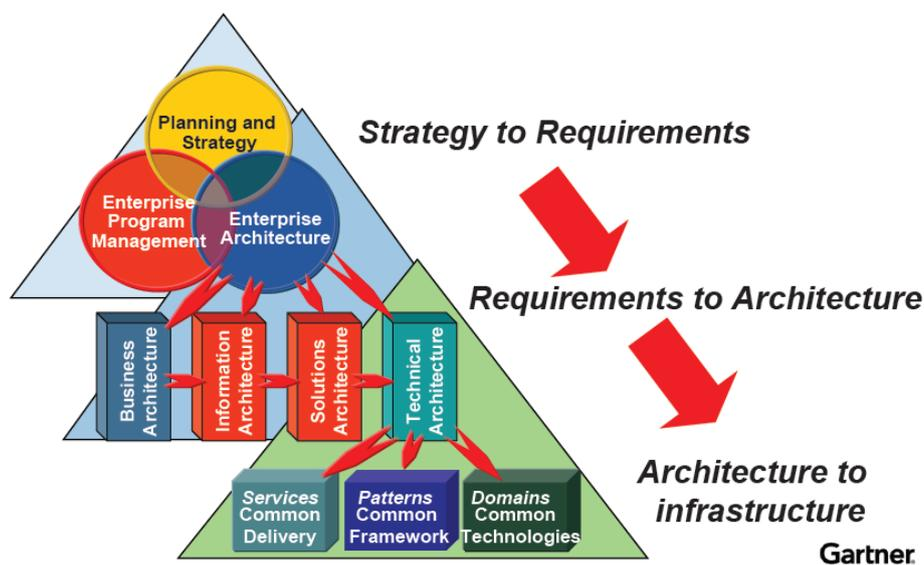 Planning and
Strategy
Strategy to Requirements
Enterprise
Program
Management
Enterprise
Architecture
Requirements to Architecture
Business
Architecture
Information
Architecture
Solutions
Architecture
Technical
Architecture
Architecture to
infrastructure
Services
Common
Delivery
Patterns
Common
Framework
Domains
Common
Technologies
Gartner